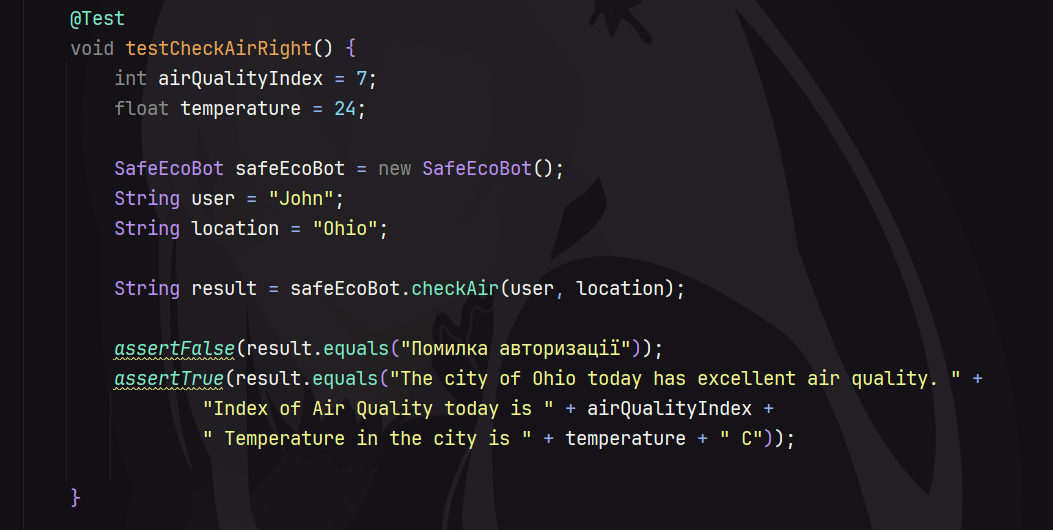 @Test
void testCheckAirRight() {
int airQualityIndex = 7;
float temperature = 24;
SafeEcoBot safeEcoBot = new SafeEcoBot();
String user = "John";
String location = "Ohio";
String result = safeEcoBot.checkAir(user, location);
assertFalse(result.equals("Помилка авторизації"));
assertTrue(result.equals("The city of Ohio today has excellent air quality. " +
"Index of Air Quality today is " + airQualityIndex +
" Temperature in the city is " + temperature + " C"));
}